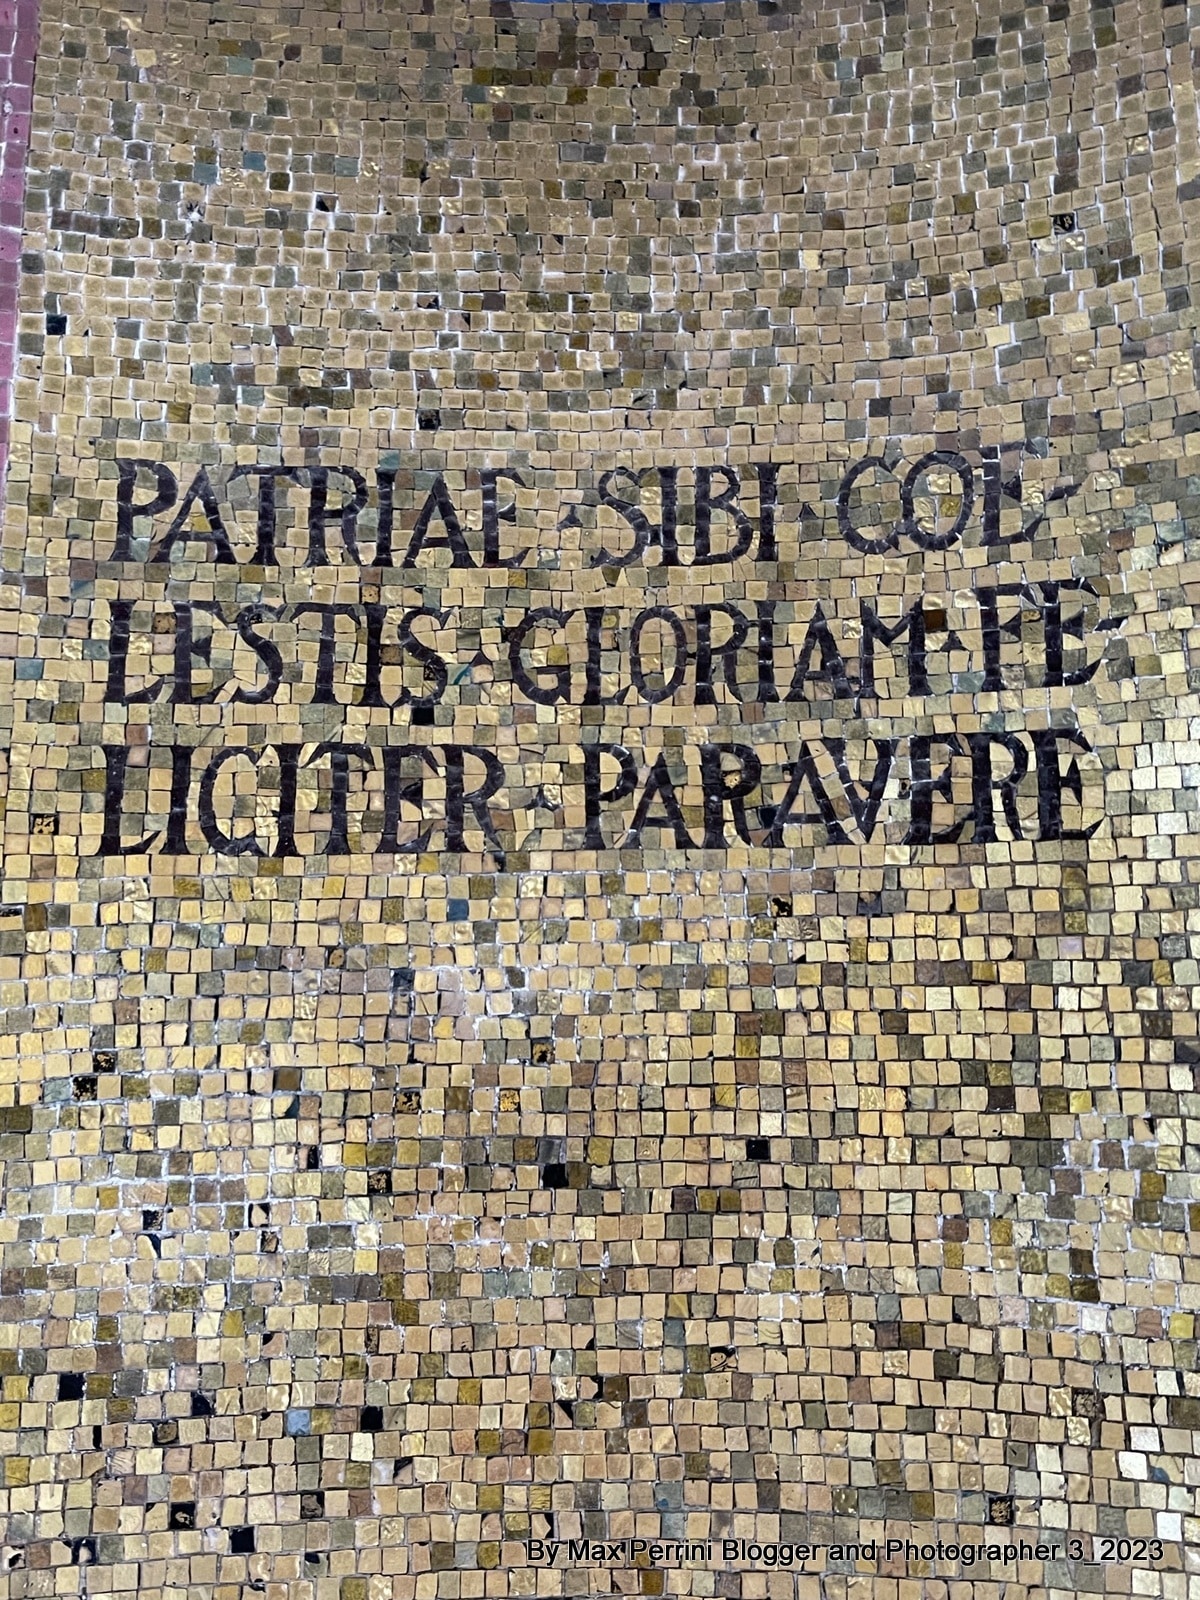 PATRIAE · SIBI · COE-
LESTIS · GLORIAM · FE
LICITER · PARAVERE
By Max Perrini Blogger and Photographer 3_2023